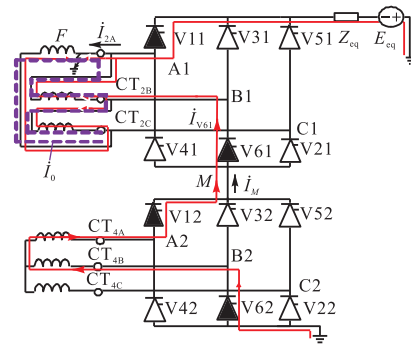 F
İ2A
V11
V31
V51
Zeq
Eeq
A1
CT2B
B1
İV61
CT2C
C1
İ0
V41
V61
V21
M
İM
V12
V32
V52
CT4A
A2
CT4B
B2
CT4C
C2
V42
V62
V22